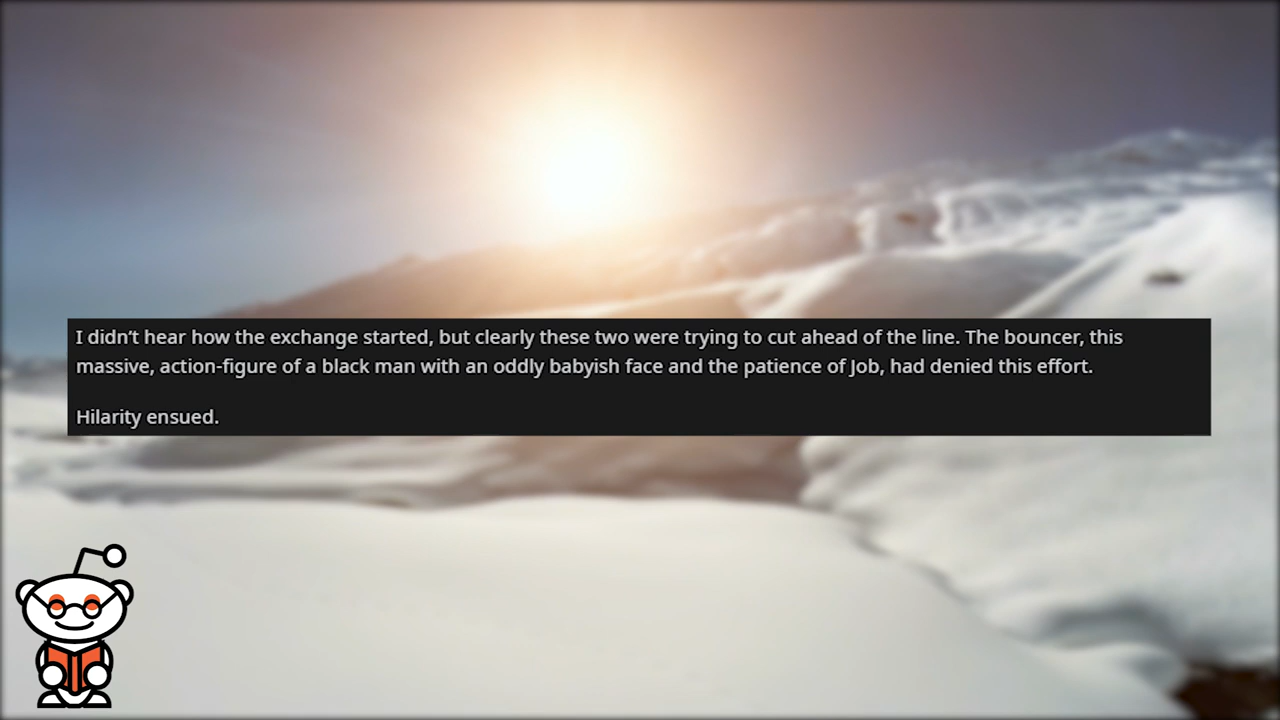 I didn’t hear how the exchange started, but clearly these two were trying to cut ahead of the line. The bouncer, this
massive, action-figure of a black man with an oddly babyish face and the patience of Job, had denied this effort.
Hilarity ensued.